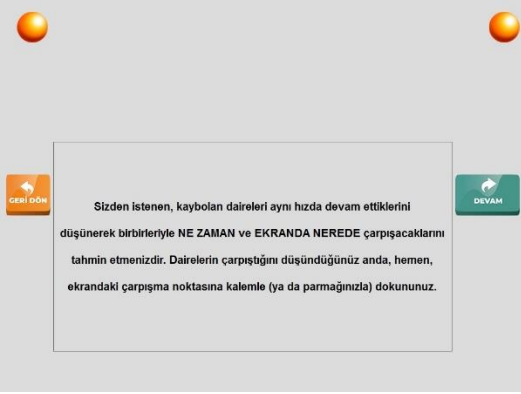 GERİ DÖN
DEVAM
Sizden istenen, kaybolan daireleri aynı hızda devam ettiklerini
düşünerek birbirleriyle NE ZAMAN ve EKRANDA NEREDE çarpışacaklarını
tahmin etmenizdir. Dairelerin çarpıştığını düşündüğünüz anda, hemen,
ekrandaki çarpışma noktasına kalemle (ya da parmağınızla) dokununuz.